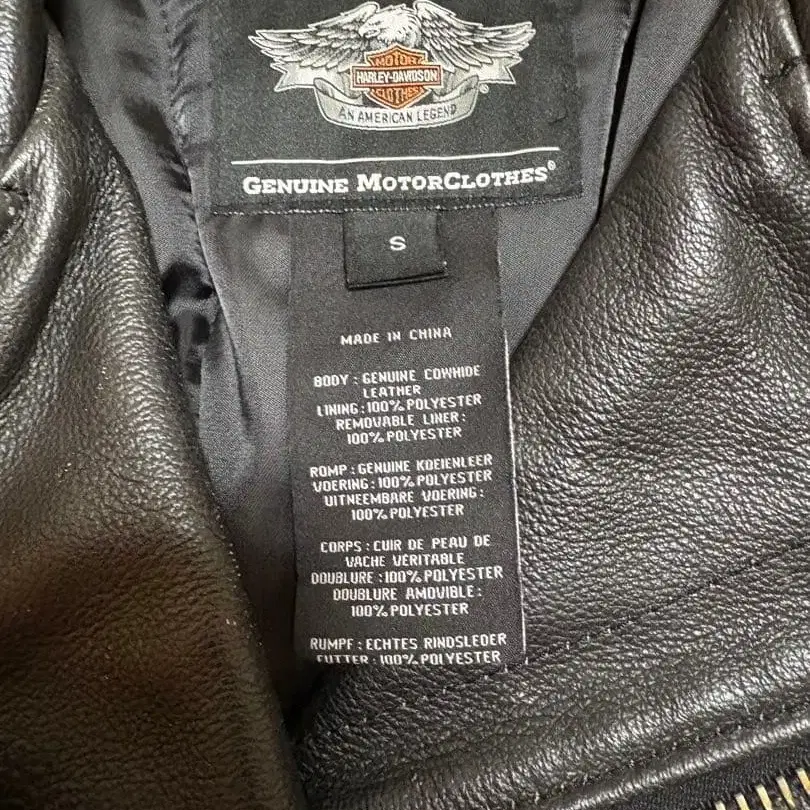 MOTOR
HARLEY-DAVIDSON
CLOTHES
®
AN AMERICAN LEGEND
GENUINE MOTORCLOTHES®
S
MADE IN CHINA
BODY : GENUINE COWHIDE
LEATHER
LINING : 100% POLYESTER
REMOVABLE LINER :
100% POLYESTER
ROMP : GENUINE KOEIENLEER
VOERING : 100% POLYESTER
UITNEEMBARE VOERING :
100% POLYESTER
CORPS : CUIR DE PEAU DE
VACHE VÉRITABLE
DOUBLURE : 100% POLYESTER
DOUBLURE AMOVIBLE :
100% POLYESTER
RUMPF : ECHTES RINDSLEDER
FUTTER : 100% POLYESTER